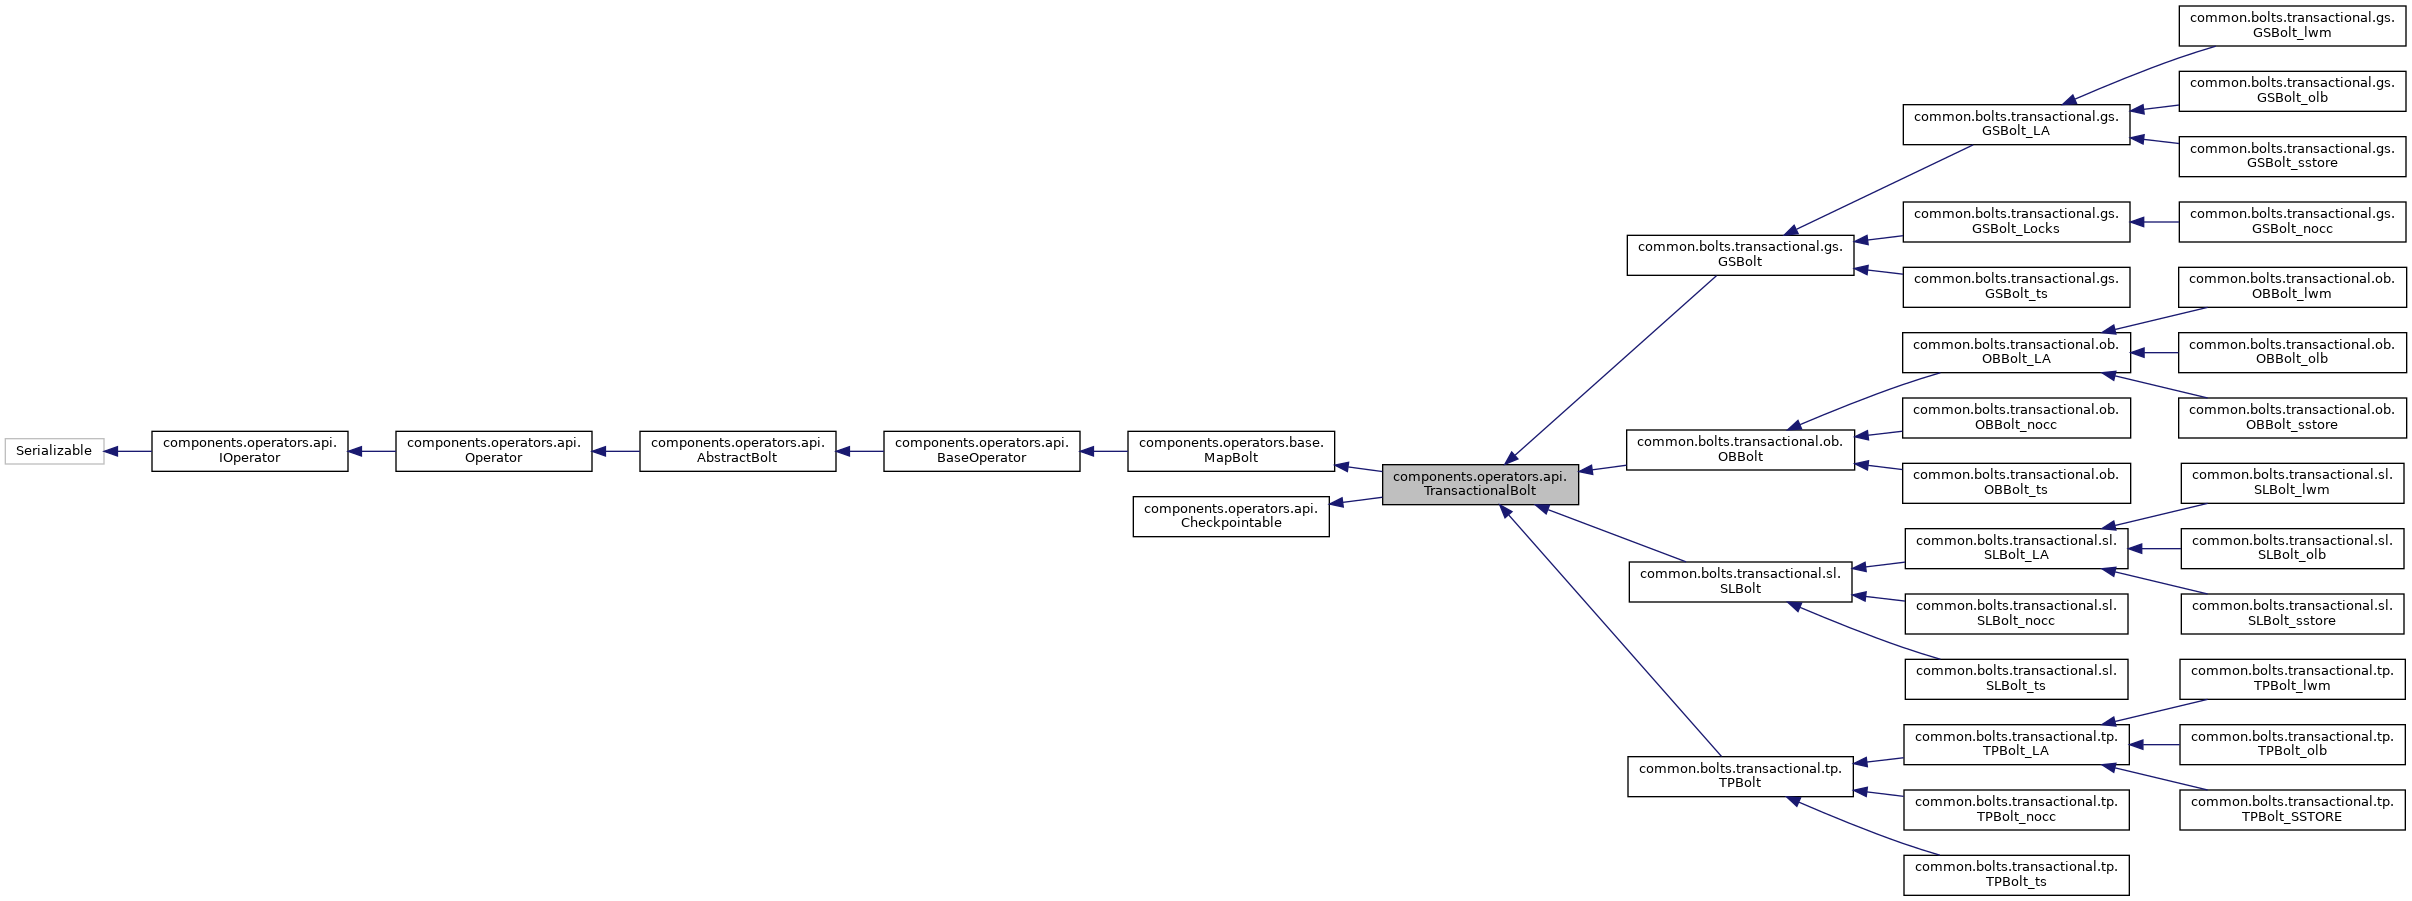 Serializable
components.operators.api.
IOperator
components.operators.api.
Operator
components.operators.api.
AbstractBolt
components.operators.api.
BaseOperator
components.operators.base.
MapBolt
components.operators.api.
Checkpointable
components.operators.api.
TransactionalBolt
common.bolts.transactional.gs.
GSBolt
common.bolts.transactional.ob.
OBBolt
common.bolts.transactional.sl.
SLBolt
common.bolts.transactional.tp.
TPBolt
common.bolts.transactional.gs.
GSBolt_LA
common.bolts.transactional.gs.
GSBolt_Locks
common.bolts.transactional.gs.
GSBolt_ts
common.bolts.transactional.ob.
OBBolt_LA
common.bolts.transactional.ob.
OBBolt_nocc
common.bolts.transactional.ob.
OBBolt_ts
common.bolts.transactional.sl.
SLBolt_LA
common.bolts.transactional.sl.
SLBolt_nocc
common.bolts.transactional.sl.
SLBolt_ts
common.bolts.transactional.tp.
TPBolt_LA
common.bolts.transactional.tp.
TPBolt_nocc
common.bolts.transactional.tp.
TPBolt_ts
common.bolts.transactional.gs.
GSBolt_lwm
common.bolts.transactional.gs.
GSBolt_olb
common.bolts.transactional.gs.
GSBolt_sstore
common.bolts.transactional.gs.
GSBolt_nocc
common.bolts.transactional.ob.
OBBolt_lwm
common.bolts.transactional.ob.
OBBolt_olb
common.bolts.transactional.ob.
OBBolt_sstore
common.bolts.transactional.sl.
SLBolt_lwm
common.bolts.transactional.sl.
SLBolt_olb
common.bolts.transactional.sl.
SLBolt_sstore
common.bolts.transactional.tp.
TPBolt_lwm
common.bolts.transactional.tp.
TPBolt_olb
common.bolts.transactional.tp.
TPBolt_SSTORE